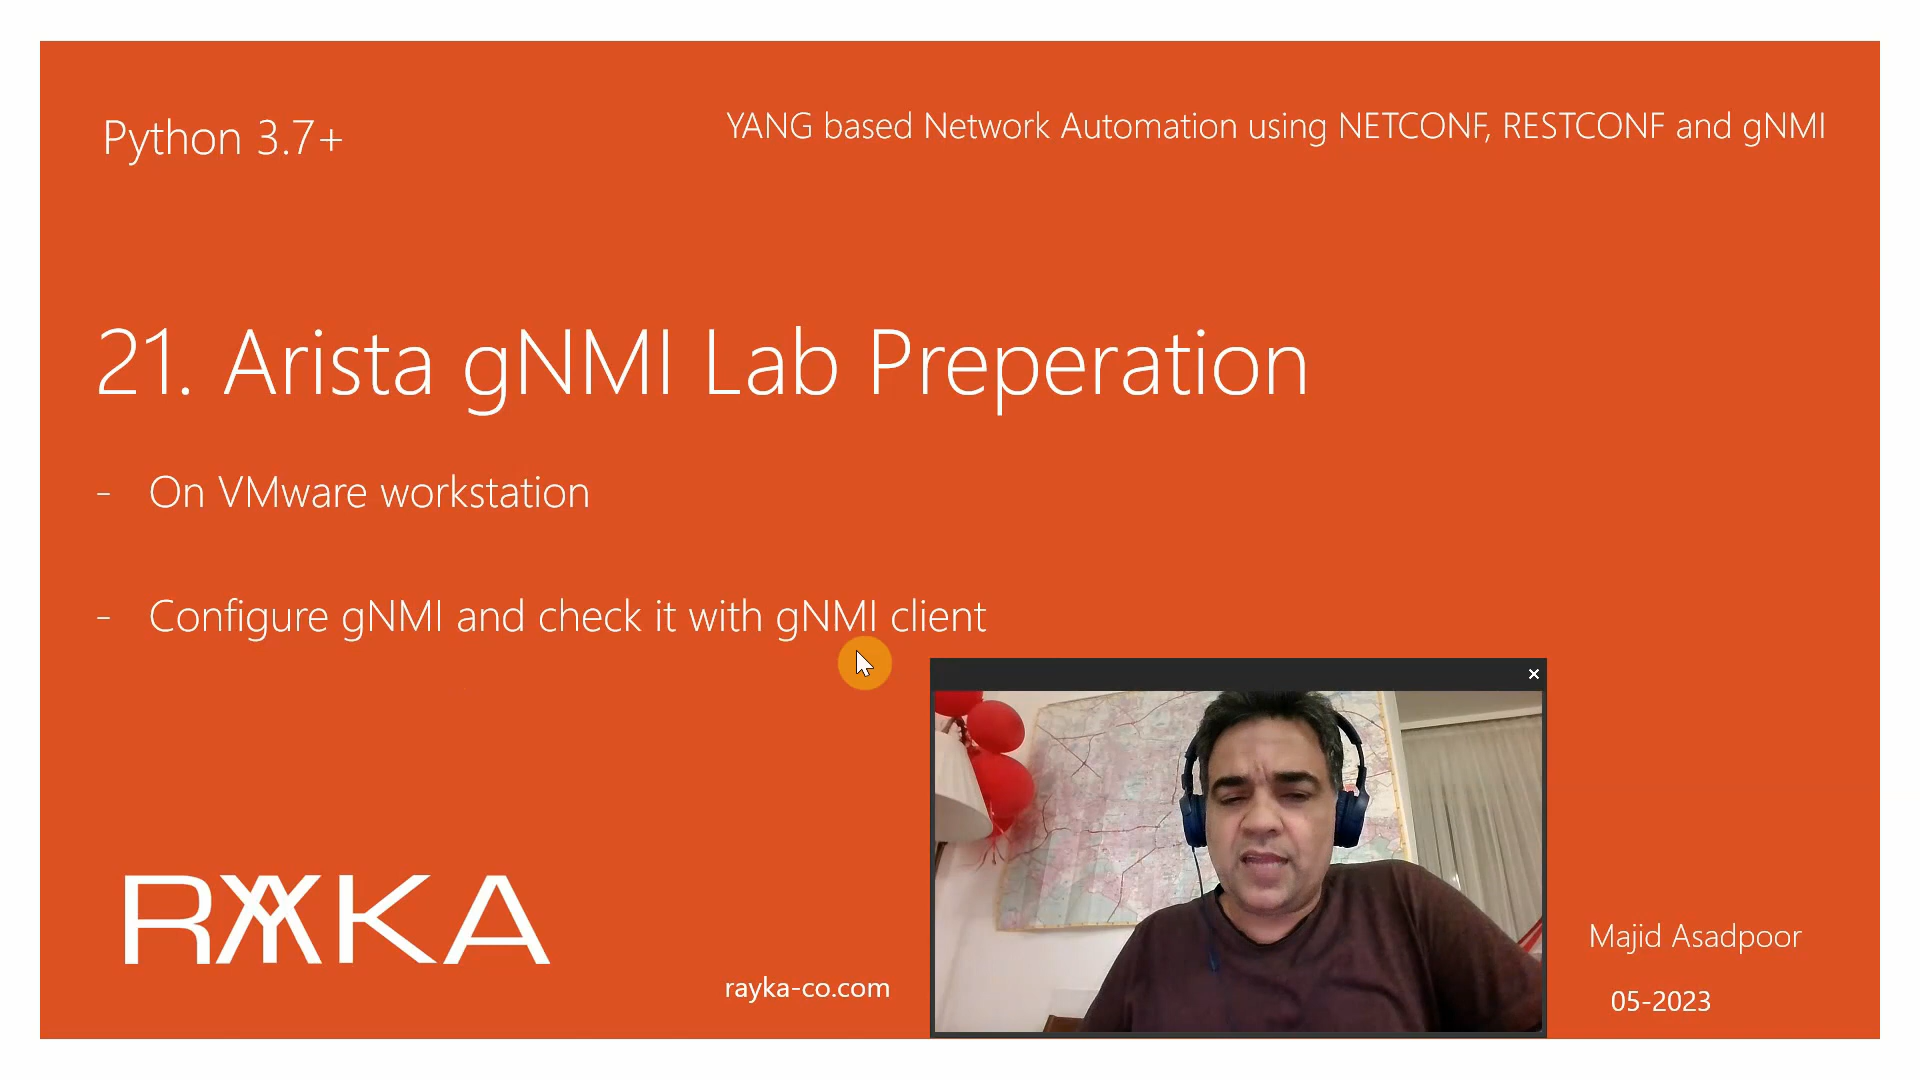 Python 3.7+
YANG based Network Automation using NETCONF, RESTCONF and gNMI
21. Arista gNMI Lab Preperation
- On VMware workstation
- Configure gNMI and check it with gNMI client
RAYKA
rayka-co.com
Majid Asadpoor
05-2023